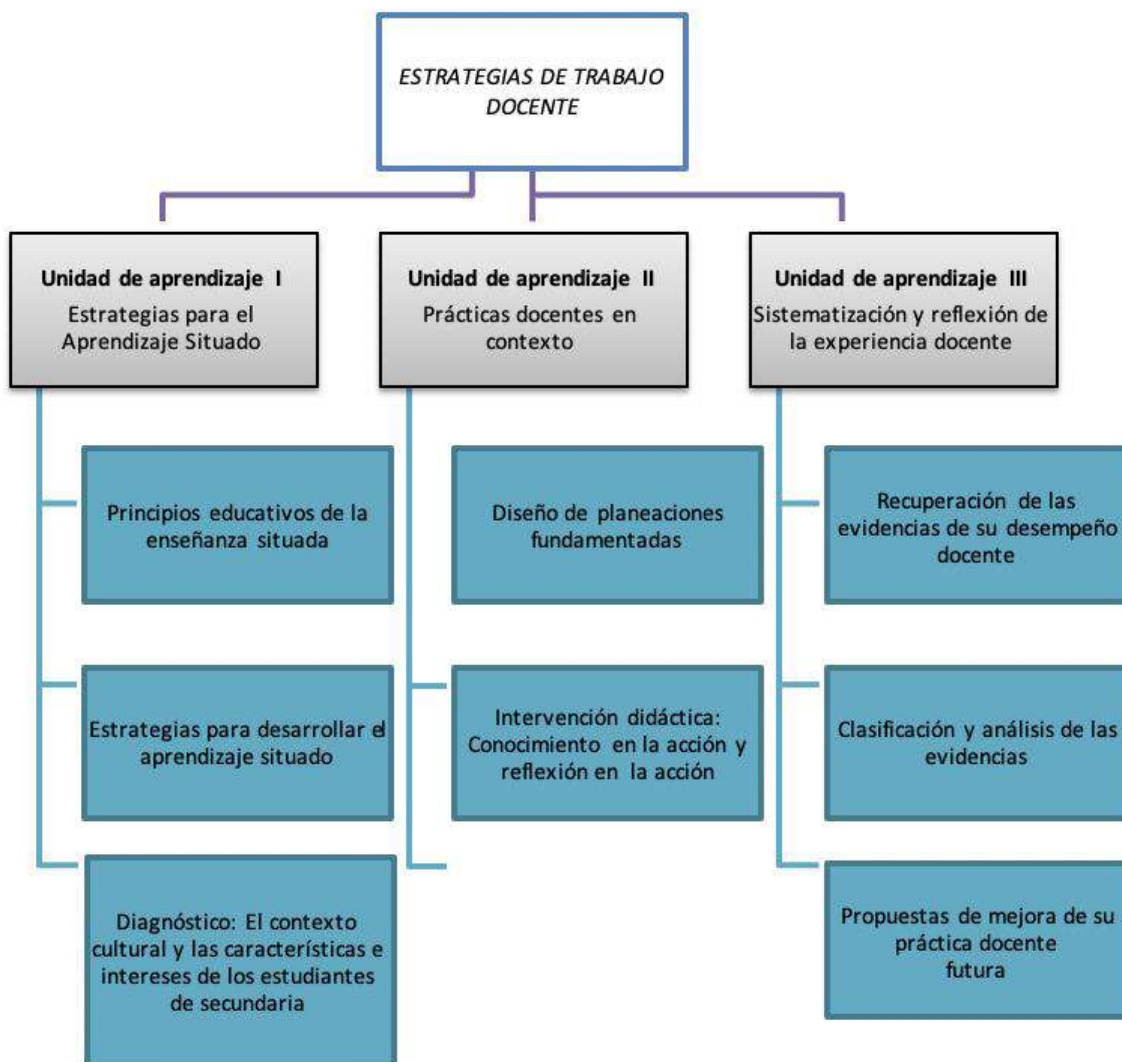 ESTRATEGIAS DE TRABAJO
DOCENTE
Unidad de aprendizaje I
Estrategias para el
Aprendizaje Situado
Principios educativos de la
enseñanza situada
Estrategias para desarrollar el
aprendizaje situado
Diagnóstico: El contexto
cultural y las características e
intereses de los estudiantes
de secundaria
Unidad de aprendizaje II
Prácticas docentes en
contexto
Diseño de planeaciones
fundamentadas
Intervención didáctica:
Conocimiento en la acción y
reflexión en la acción
Unidad de aprendizaje III
Sistematización y reflexión de
la experiencia docente
Recuperación de las
evidencias de su desempeño
docente
Clasificación y análisis de las
evidencias
Propuestas de mejora de su
práctica docente
futura